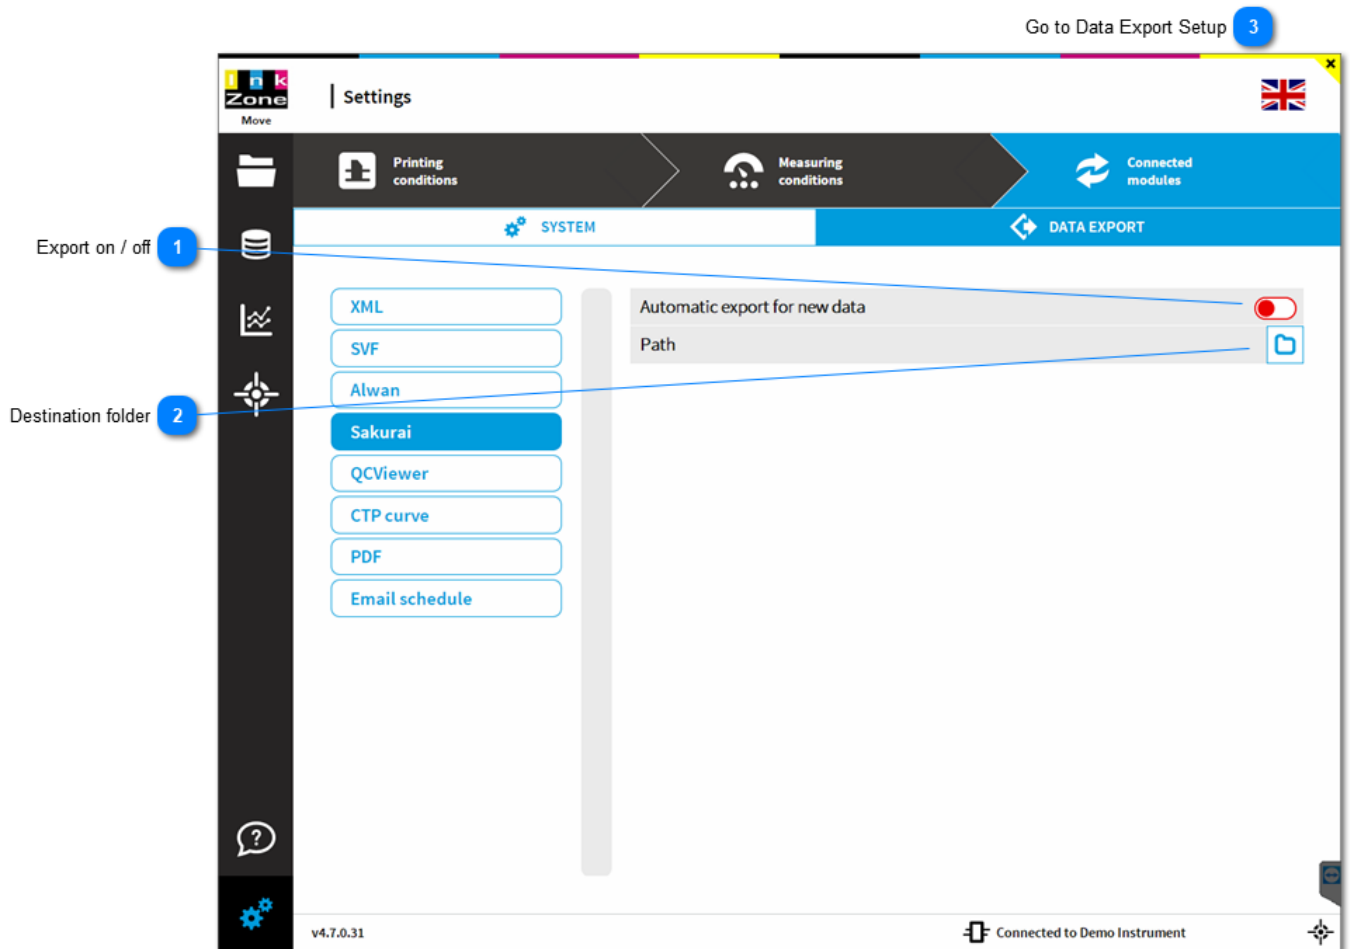 Go to Data Export Setup 3
Ink
Zone
Move
Settings
Printing
conditions
Measuring
conditions
Connected
modules
SYSTEM
DATA EXPORT
Export on / off 1
XML
SVF
Alwan
Sakurai
QCViewer
CTP curve
PDF
Email schedule
Automatic export for new data
Path
Destination folder 2
v4.7.0.31
Connected to Demo Instrument